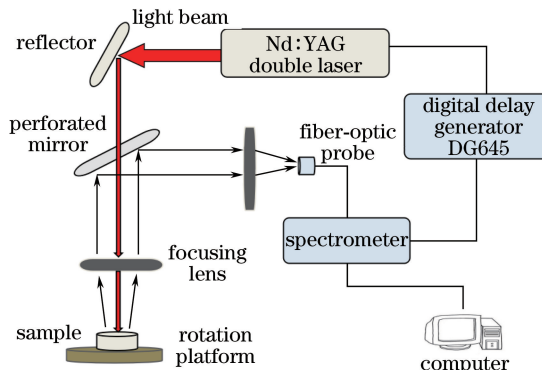 light beam
reflector
Nd:YAG
double laser
digital delay
generator
DG645
perforated
mirror
fiber-optic
probe
spectrometer
focusing
lens
sample
rotation
platform
computer